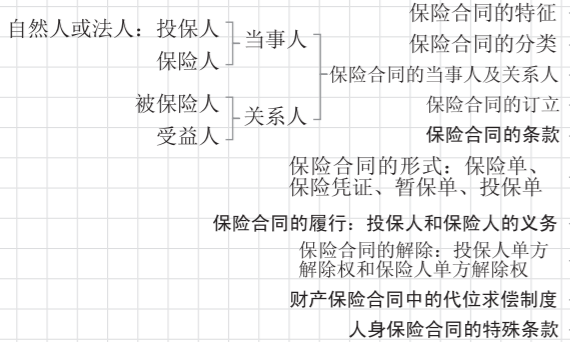 保险合同的特征
自然人或法人：投保人
当事人
保险合同的分类
保险人
保险合同的当事人及关系人
被保险人
关系人
保险合同的订立
受益人
保险合同的条款
保险合同的形式：保险单、
保险凭证、暂保单、投保单
保险合同的履行：投保人和保险人的义务
保险合同的解除：投保人单方
解除权和保险人单方解除权
财产保险合同中的代位求偿制度
人身保险合同的特殊条款